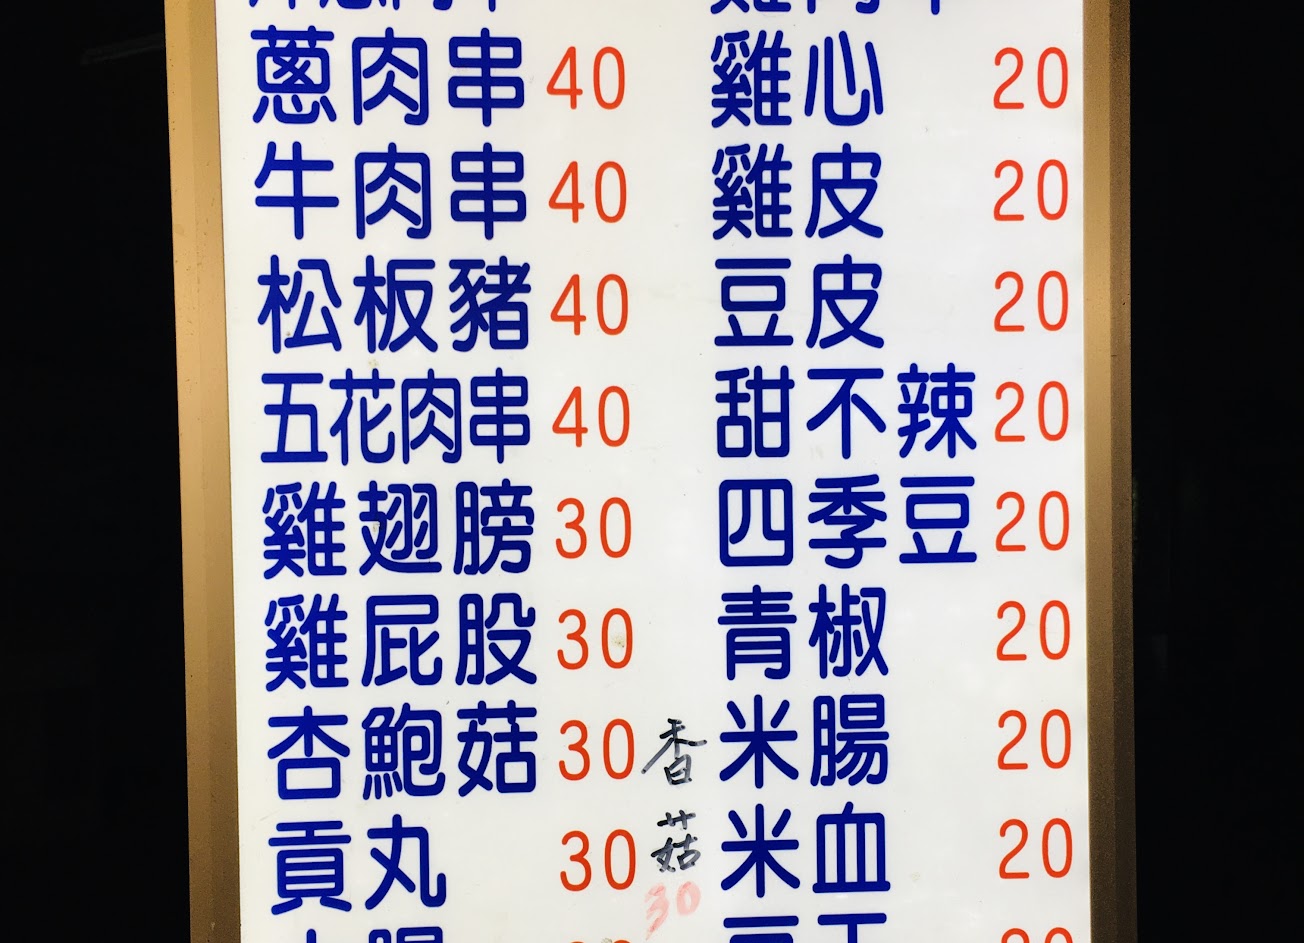 蔥肉串 40
牛肉串 40
松板豬 40
五花肉串 40
雞翅膀 30
雞屁股 30
杏鮑菇 30
貢丸 30
香菇
30
雞心 20
雞皮 20
豆皮 20
甜不辣 20
四季豆 20
青椒 20
米腸 20
米血 20